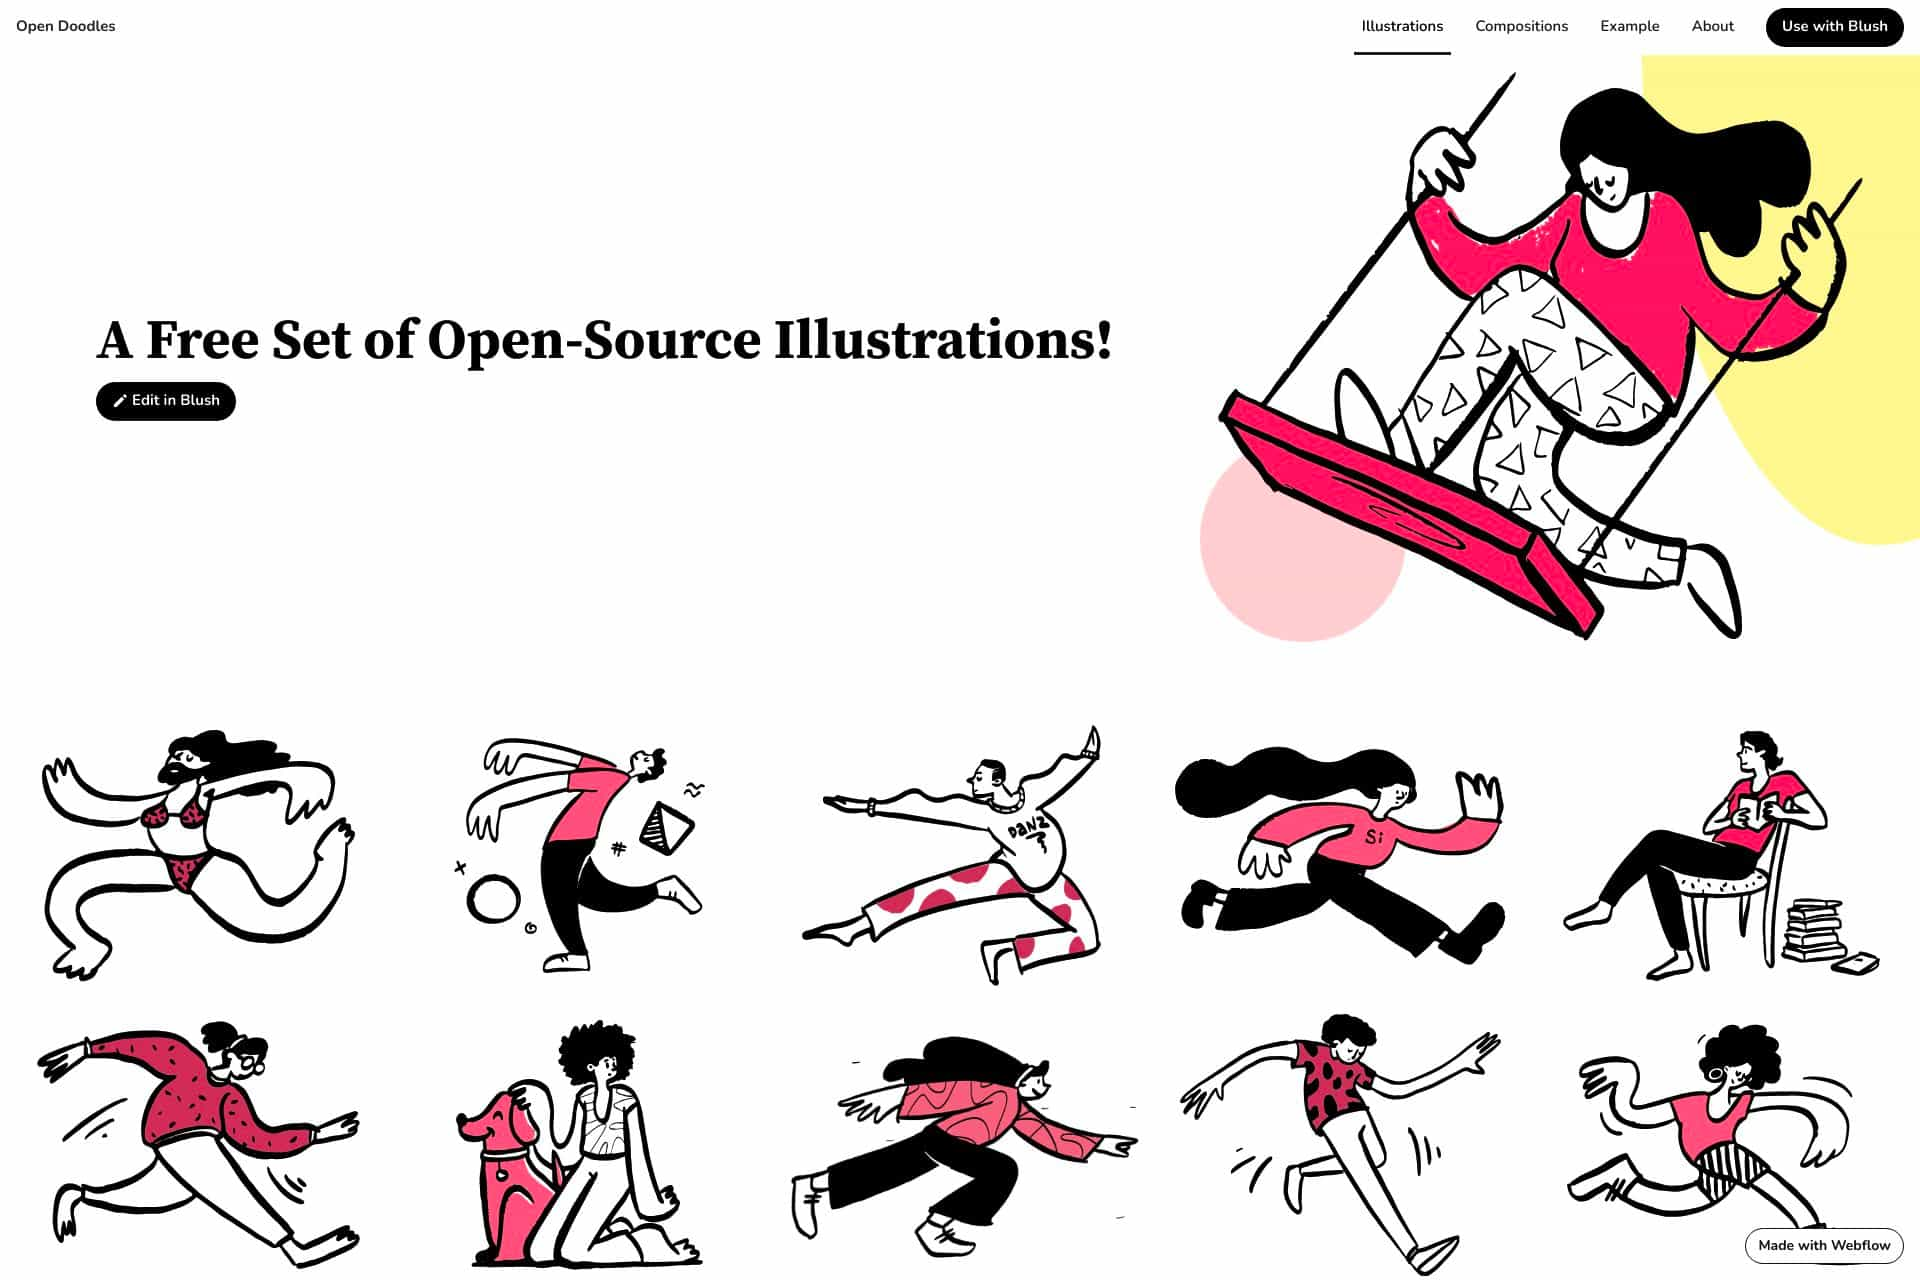 Open Doodles
Illustrations
Compositions
Example
About
Use with Blush
A Free Set of Open-Source Illustrations!
Edit in Blush
DANZ
Si
#
Made with Webflow